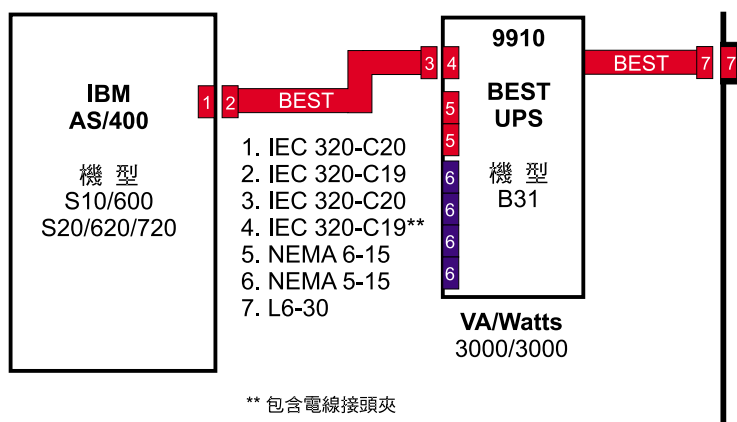 IBM
AS/400
機 型
S10/600
S20/620/720
1
2
BEST
3
4
5
5
6
6
6
6
9910
BEST
UPS
機 型
B31
BEST
7
7
1. IEC 320-C20
2. IEC 320-C19
3. IEC 320-C20
4. IEC 320-C19**
5. NEMA 6-15
6. NEMA 5-15
7. L6-30
VA/Watts
3000/3000
** 包含電線接頭夾